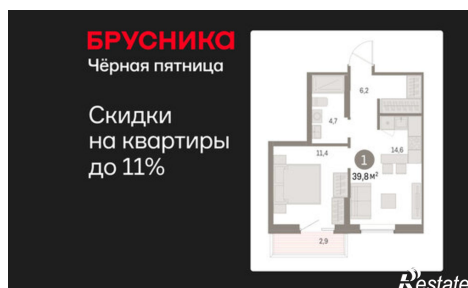 БРУСНИКА
Чёрная пятница
Скидки
на квартиры
до 11%
6,2
4,7
11,4
14,6
1
39,8 м²
2,9
Restate